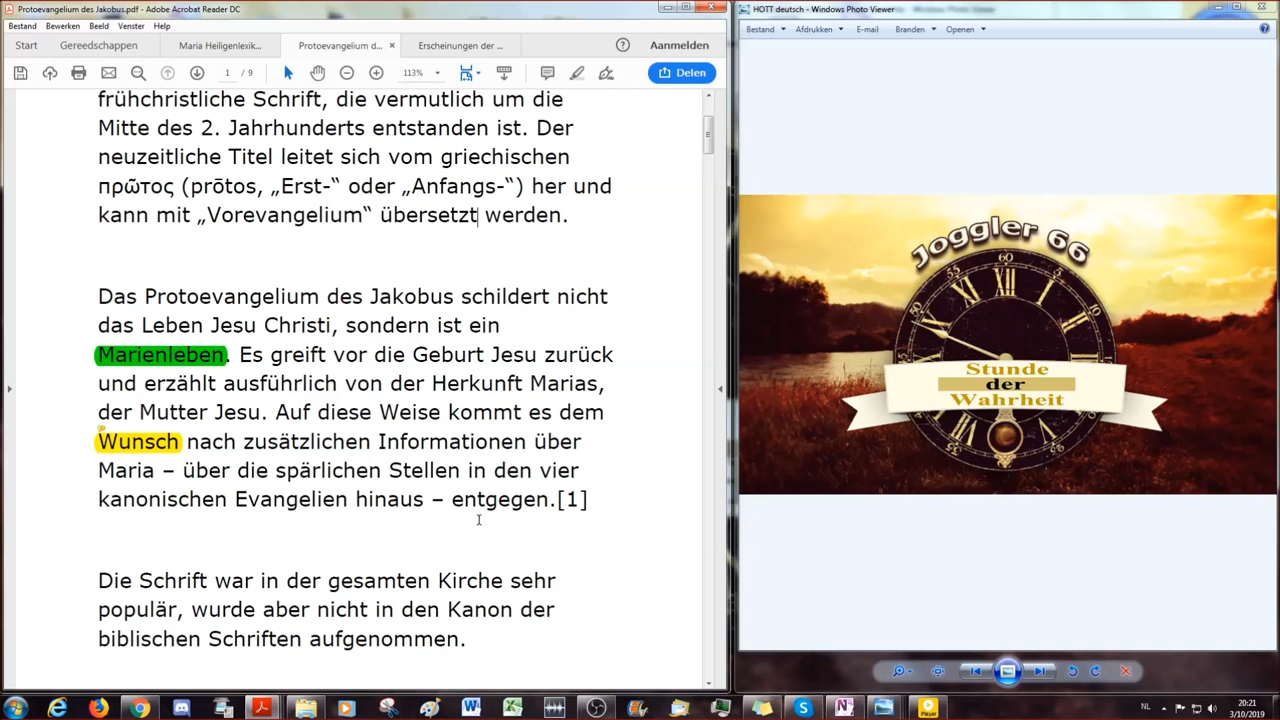 Protoevangelium des Jakobus.pdf - Adobe Acrobat Reader DC
Bestand Bewerken Beeld Venster Help
Start Gereedschappen Maria Heiligenlexik... Protoevangelium d... × Erscheinungen der ... Aanmelden
1 / 9 113% Delen
frühchristliche Schrift, die vermutlich um die
Mitte des 2. Jahrhunderts entstanden ist. Der
neuzeitliche Titel leitet sich vom griechischen
πρῶτος (prōtos, „Erst-“ oder „Anfangs-“) her und
kann mit „Vorevangelium“ übersetzt werden.
Das Protoevangelium des Jakobus schildert nicht
das Leben Jesu Christi, sondern ist ein
Marienleben. Es greift vor die Geburt Jesu zurück
und erzählt ausführlich von der Herkunft Marias,
der Mutter Jesu. Auf diese Weise kommt es dem
Wunsch nach zusätzlichen Informationen über
Maria – über die spärlichen Stellen in den vier
kanonischen Evangelien hinaus – entgegen.[1]
Die Schrift war in der gesamten Kirche sehr
populär, wurde aber nicht in den Kanon der
biblischen Schriften aufgenommen.
HOTT deutsch - Windows Photo Viewer
Bestand Afdrukken E-mail Branden Openen
Joggler 66
60
55
XII
Stunde
der
Wahrheit
NL
20:21
3/10/2019